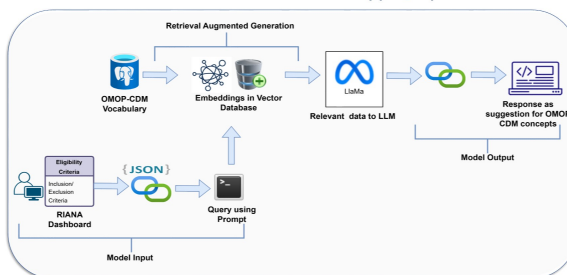 Retrieval Augmented Generation
OMOP-CDM
Vocabulary
Embeddings in Vector
Database
LlaMa
Relevant data to LLM
Response as
suggestion for OMOP
CDM concepts
Model Output
Eligibility
Criteria
Inclusion/
Exclusion
Criteria
RIANA
Dashboard
{JSON}
>_
Query using
Prompt
Model Input